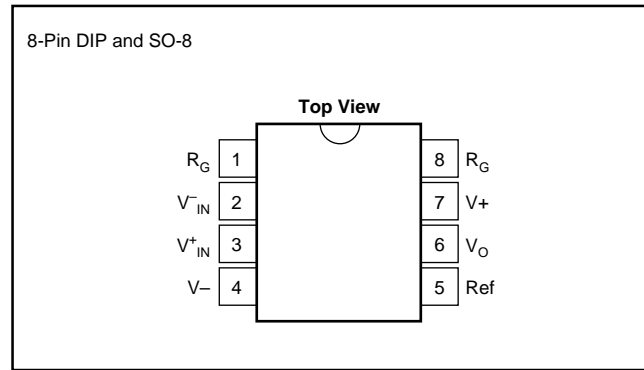 8-Pin DIP and SO-8
Top View
R_G 1 8 R_G
V⁻_IN 2 7 V+
V⁺_IN 3 6 V_O
V– 4 5 Ref